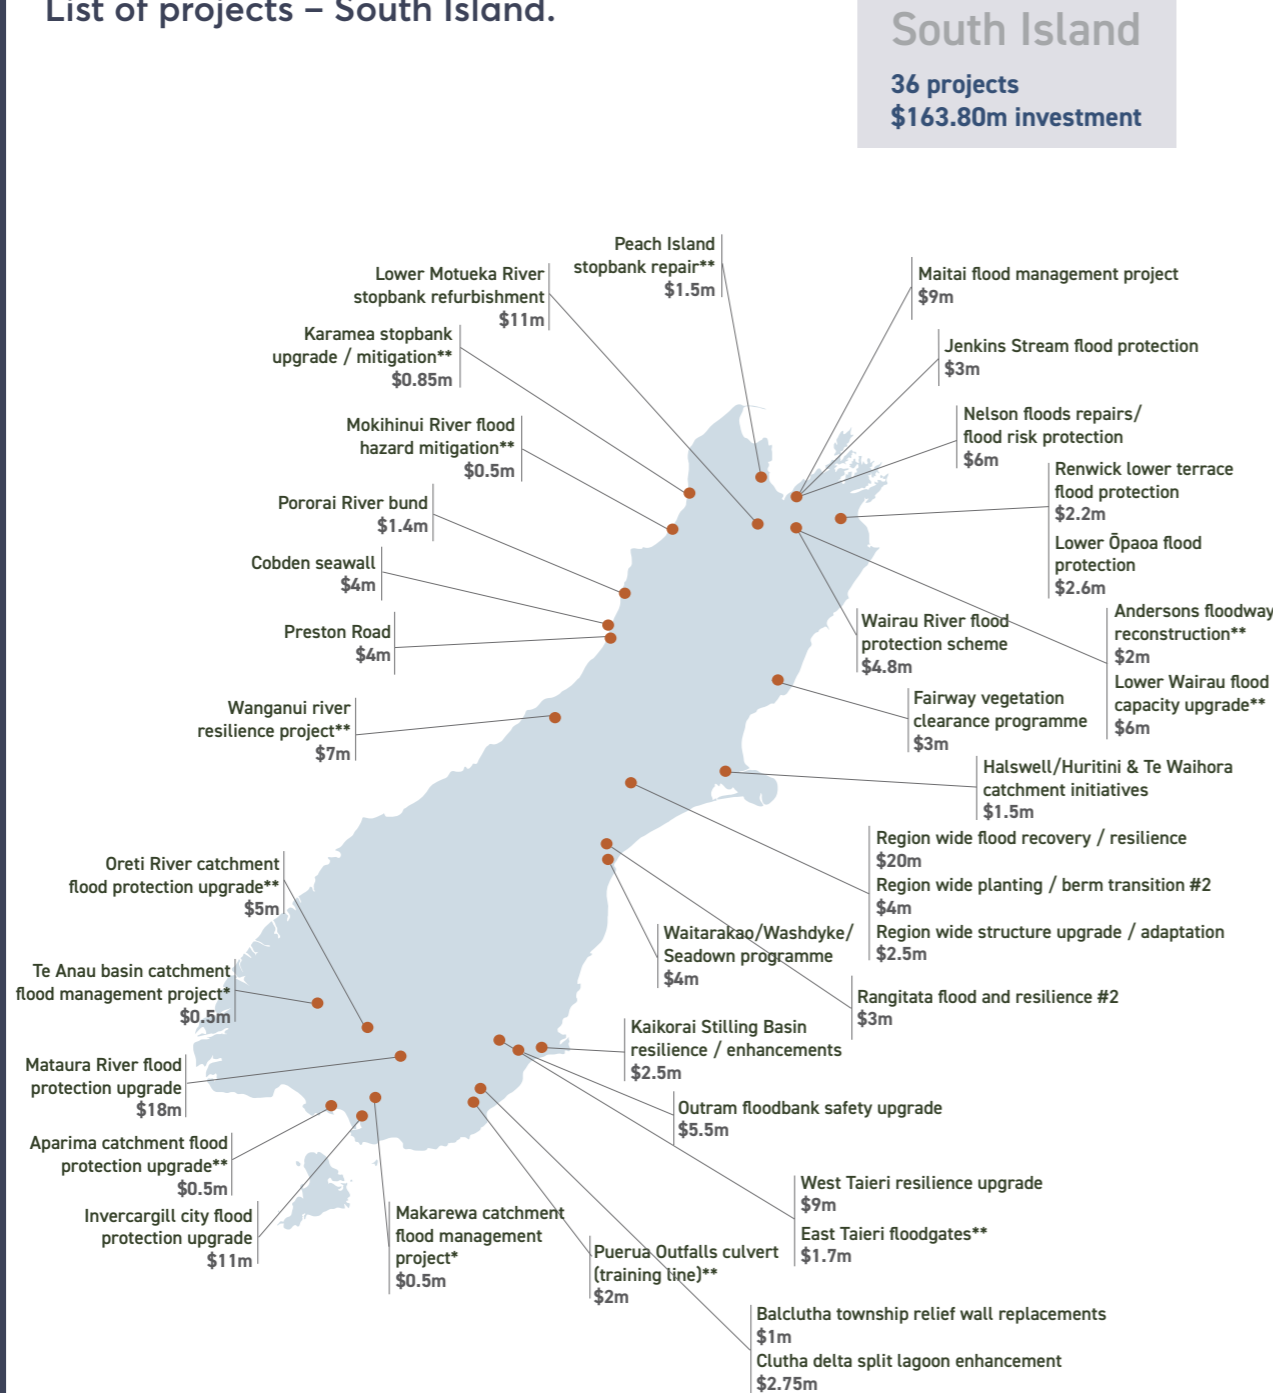 List of projects – South Island.
South Island
36 projects
$163.80m investment
Peach Island
stopbank repair**
$1.5m
Lower Motueka River
stopbank refurbishment
$11m
Karamea stopbank
upgrade / mitigation**
$0.85m
Mokihinui River flood
hazard mitigation**
$0.5m
Pororai River bund
$1.4m
Cobden seawall
$4m
Preston Road
$4m
Wanganui river
resilience project**
$7m
Maitai flood management project
$9m
Jenkins Stream flood protection
$3m
Nelson floods repairs/
flood risk protection
$6m
Renwick lower terrace
flood protection
$2.2m
Lower Ōpaoa flood
protection
$2.6m
Andersons floodway
reconstruction**
$2m
Lower Wairau flood
capacity upgrade**
$6m
Wairau River flood
protection scheme
$4.8m
Fairway vegetation
clearance programme
$3m
Halswell/Huritini & Te Waihora
catchment initiatives
$1.5m
Region wide flood recovery / resilience
$20m
Region wide planting / berm transition #2
$4m
Region wide structure upgrade / adaptation
$2.5m
Waitarakao/Washdyke/
Seadown programme
$4m
Rangitata flood and resilience #2
$3m
Kaikorai Stilling Basin
resilience / enhancements
$2.5m
Outram floodbank safety upgrade
$5.5m
West Taieri resilience upgrade
$9m
East Taieri floodgates**
$1.7m
Oreti River catchment
flood protection upgrade**
$5m
Te Anau basin catchment
flood management project*
$0.5m
Mataura River flood
protection upgrade
$18m
Aparima catchment flood
protection upgrade**
$0.5m
Invercargill city flood
protection upgrade
$11m
Makarewa catchment
flood management
project*
$0.5m
Puerua Outfalls culvert
(training line)**
$2m
Balclutha township relief wall replacements
$1m
Clutha delta split lagoon enhancement
$2.75m